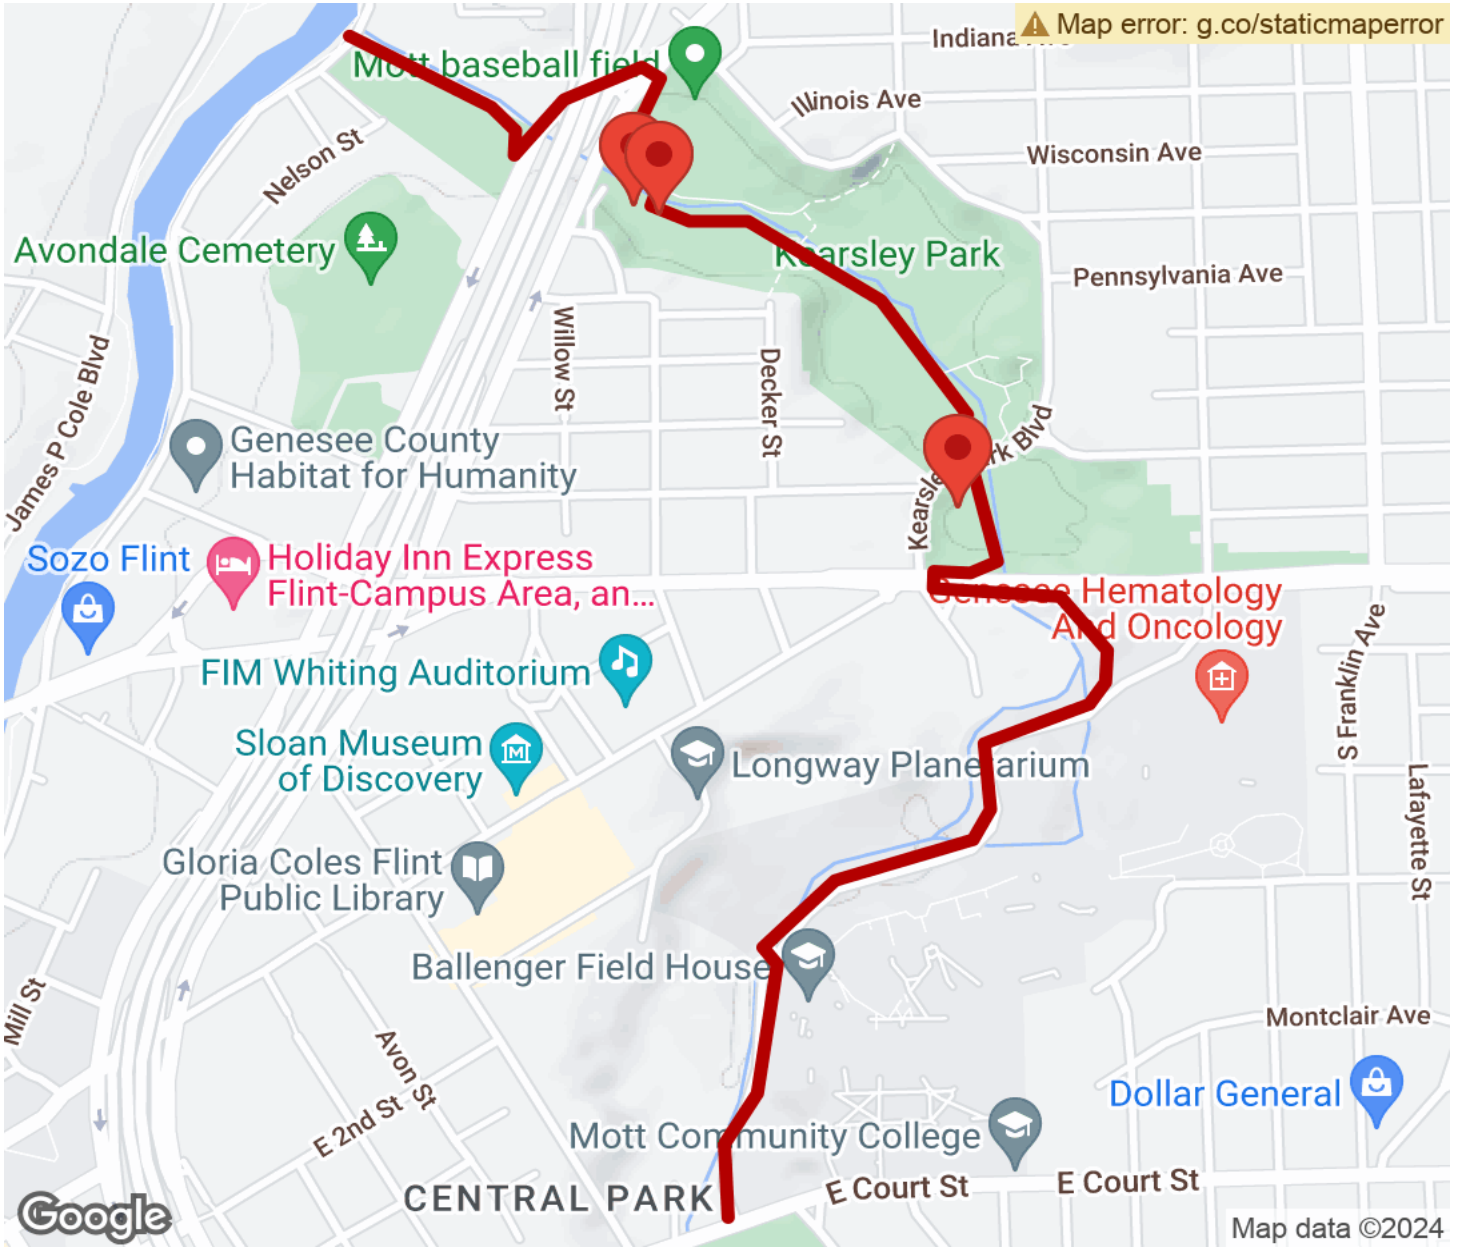 Map error: g.co/staticmaperror
Indiana
Mott baseball field
Illinois Ave
Wisconsin Ave
Nelson St
Avondale Cemetery
Kearsley Park
Pennsylvania Ave
James P Cole Blvd
Willow St
Decker St
Genesee County
Habitat for Humanity
Sozo Flint
Holiday Inn Express
Flint-Campus Area, an...
Genesee Hematology
And Oncology
FIM Whiting Auditorium
S Franklin Ave
Sloan Museum
of Discovery
Longway Planetarium
Lafayette St
Gloria Coles Flint
Public Library
Ballenger Field House
Mill St
Montclair Ave
Avon St
E 2nd St
Dollar General
Mott Community College
CENTRAL PARK
E Court St
E Court St
Google
Map data ©2024